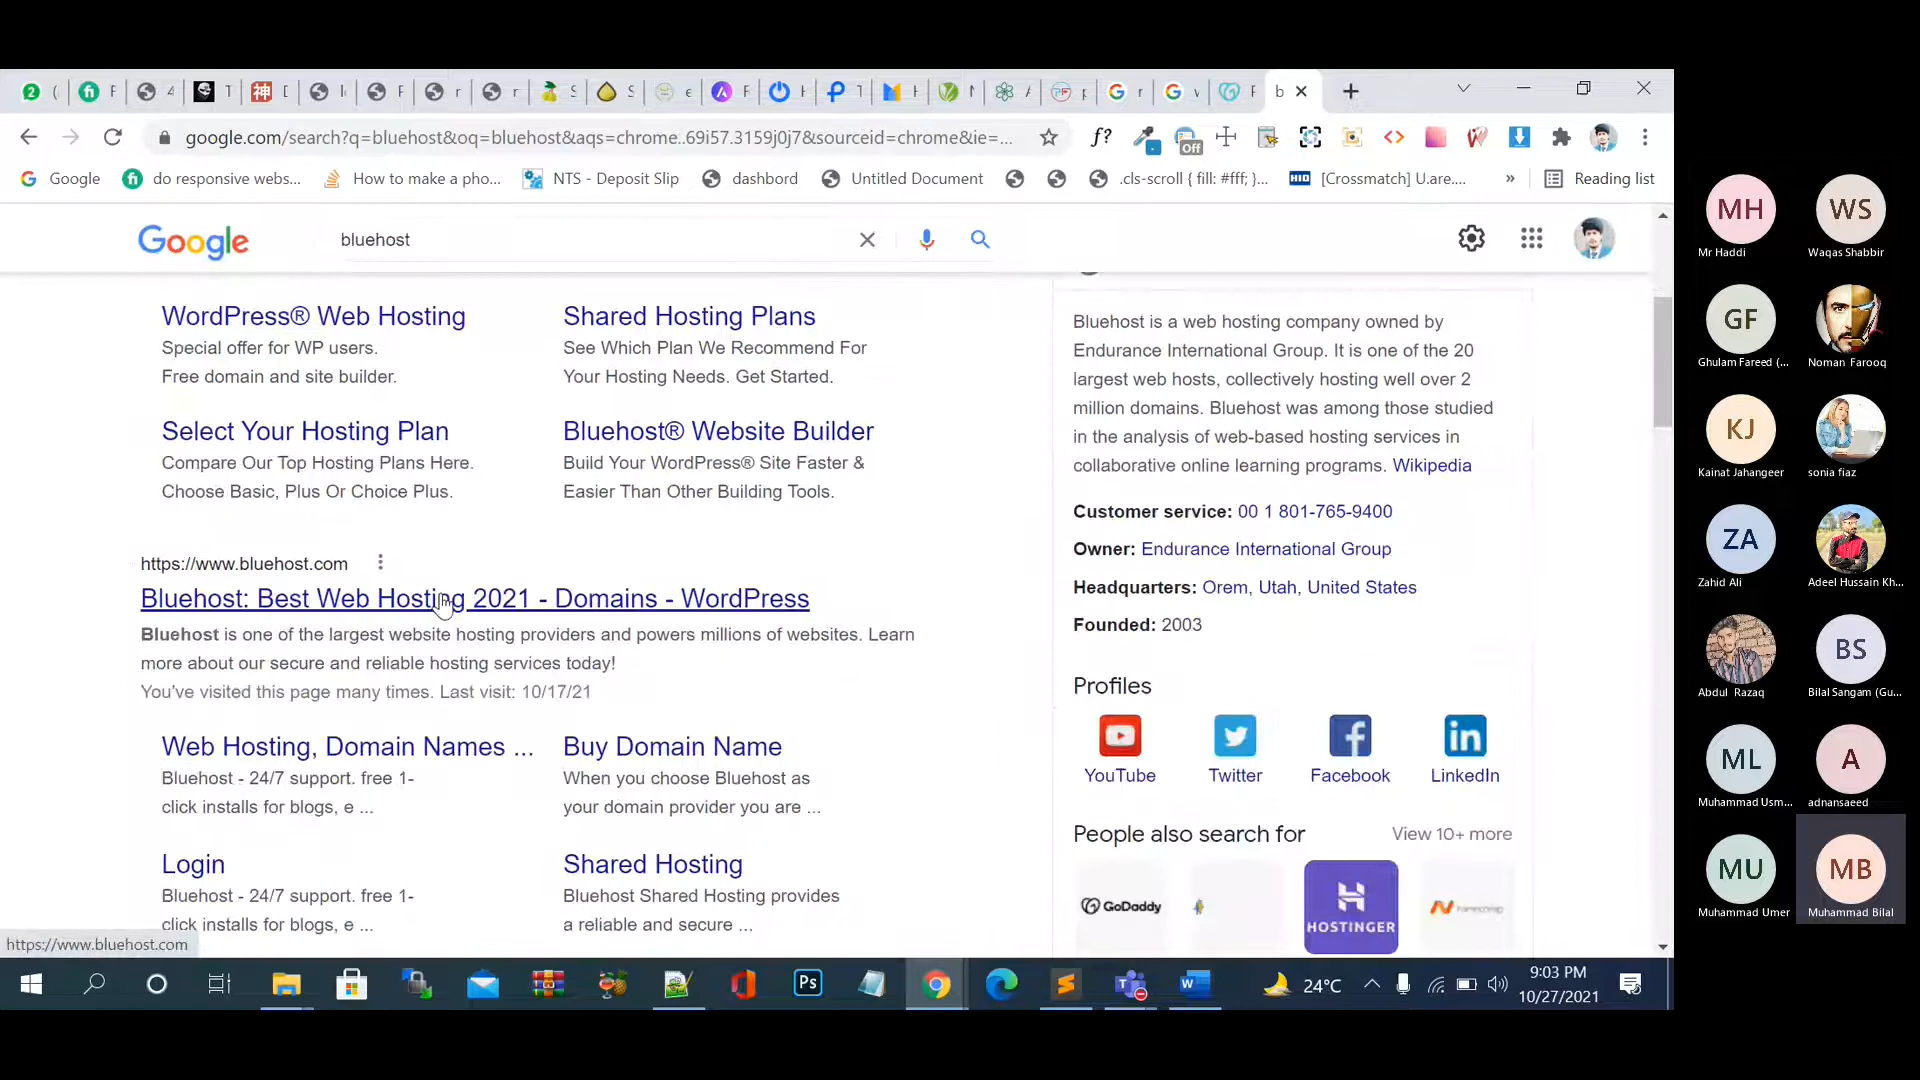 google.com/search?q=bluehost&oq=bluehost&aqs=chrome..69i57.3159j0j7&sourceid=chrome&ie=...
Off
Google
do responsive webs...
How to make a pho...
NTS - Deposit Slip
dashbord
Untitled Document
.cls-scroll { fill: #fff; }...
HID
[Crossmatch] U.are....
»
Reading list
Google
bluehost
WordPress® Web Hosting
Special offer for WP users.
Free domain and site builder.
Shared Hosting Plans
See Which Plan We Recommend For
Your Hosting Needs. Get Started.
Select Your Hosting Plan
Compare Our Top Hosting Plans Here.
Choose Basic, Plus Or Choice Plus.
Bluehost® Website Builder
Build Your WordPress® Site Faster &
Easier Than Other Building Tools.
https://www.bluehost.com
Bluehost: Best Web Hosting 2021 - Domains - WordPress
Bluehost is one of the largest website hosting providers and powers millions of websites. Learn
more about our secure and reliable hosting services today!
You've visited this page many times. Last visit: 10/17/21
Web Hosting, Domain Names ...
Bluehost - 24/7 support. free 1-
click installs for blogs, e ...
Buy Domain Name
When you choose Bluehost as
your domain provider you are ...
Login
Bluehost - 24/7 support. free 1-
click installs for blogs, e ...
Shared Hosting
Bluehost Shared Hosting provides
a reliable and secure ...
https://www.bluehost.com
Bluehost is a web hosting company owned by
Endurance International Group. It is one of the 20
largest web hosts, collectively hosting well over 2
million domains. Bluehost was among those studied
in the analysis of web-based hosting services in
collaborative online learning programs. Wikipedia
Customer service: 00 1 801-765-9400
Owner: Endurance International Group
Headquarters: Orem, Utah, United States
Founded: 2003
Profiles
YouTube
Twitter
Facebook
LinkedIn
People also search for
View 10+ more
GoDaddy
HOSTINGER
namecheap
Ps
24°C
9:03 PM
10/27/2021
MH
Mr Haddi
WS
Waqas Shabbir
GF
Ghulam Fareed (...
Noman Farooq
KJ
Kainat Jahangeer
sonia fiaz
ZA
Zahid Ali
Adeel Hussain Kh...
Abdul Razaq
BS
Bilal Sangam (Gu...
ML
Muhammad Usm...
A
adnansaeed
MU
Muhammad Umer
MB
Muhammad Bilal